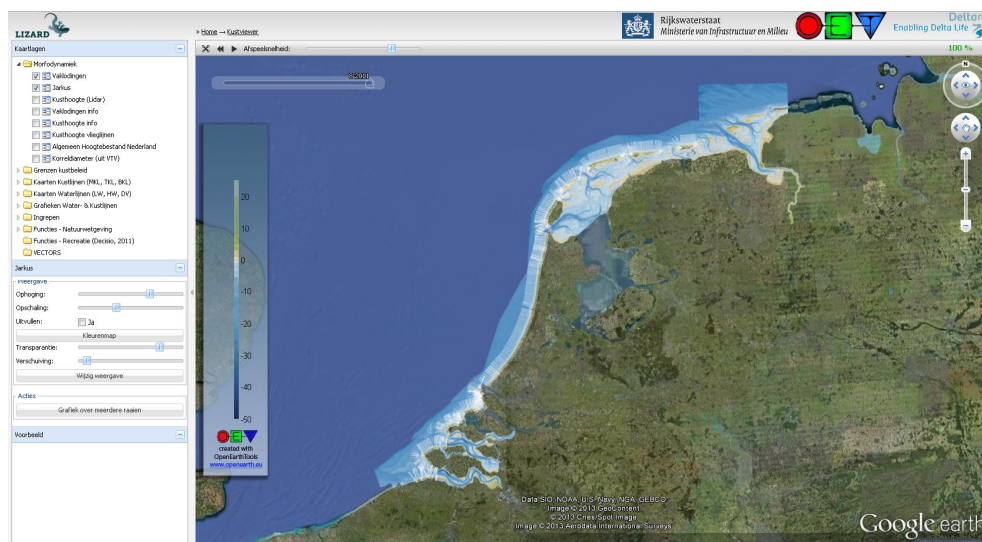 LIZARD
» Home → Kustviewer
Rijkswaterstaat
Ministerie van Infrastructuur en Milieu
E
T
Deltar
Enabling Delta Life
Kaartlagen
Afspeelsnelheid:
100 %
Morfodynamiek
Vaklodingen
Jarkus
Kusthoogte (Lidar)
Vaklodingen info
Kusthoogte info
Kusthoogte vlieglijnen
Algemeen Hoogtebestand Nederland
Korreldiameter (uit VTV)
Grenzen kustbeleid
Kaarten Kustlijnen (MKL, TKL, BKL)
Kaarten Waterlijnen (LW, HW, DV)
Grafieken Water- & Kustlijnen
Ingrepen
Functies - Natuurwetgeving
Functies - Recreatie (Decisio, 2011)
VECTORS
Jarkus
Weergave
Ophoging:
Opschaling:
Uitvullen:
Ja
Kleurenmap
Transparantie:
Verschuiving:
Wijzig weergave
Acties
Grafiek over meerdere raaien
Voorbeeld
N
20
10
0
-10
-20
-30
-40
-50
E
created with
OpenEarthTools
www.openearth.eu
Data SIO, NOAA, U.S. Navy, NGA, GEBCO
Image © 2013 GeoContent
© 2013 Cnes/Spot Image
Image © 2013 Aerodata International Surveys
Google earth